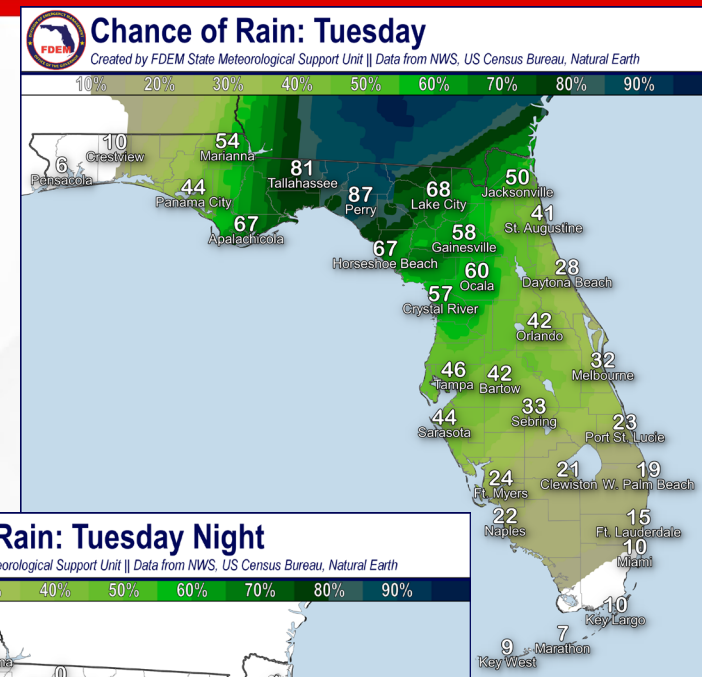 Chance of Rain: Tuesday
FDEM
Created by FDEM State Meteorological Support Unit || Data from NWS, US Census Bureau, Natural Earth
10% 20% 30% 40% 50% 60% 70% 80% 90%
10
Crestview
54
Marianna
6
Pensacola
44
Panama City
81
Tallahassee
87
Perry
68
Lake City
50
Jacksonville
67
Apalachicola
41
St. Augustine
58
Gainesville
67
Horseshoe Beach
60
Ocala
28
Daytona Beach
57
Crystal River
42
Orlando
46
Tampa
42
Bartow
32
Melbourne
44
Sarasota
33
Sebring
23
Port St. Lucie
24
Ft. Myers
21
Clewiston
19
W. Palm Beach
22
Naples
15
Ft. Lauderdale
10
Miami
10
Key Largo
7
Marathon
9
Key West
Rain: Tuesday Night
eorological Support Unit || Data from NWS, US Census Bureau, Natural Earth
40% 50% 60% 70% 80% 90%
na
0